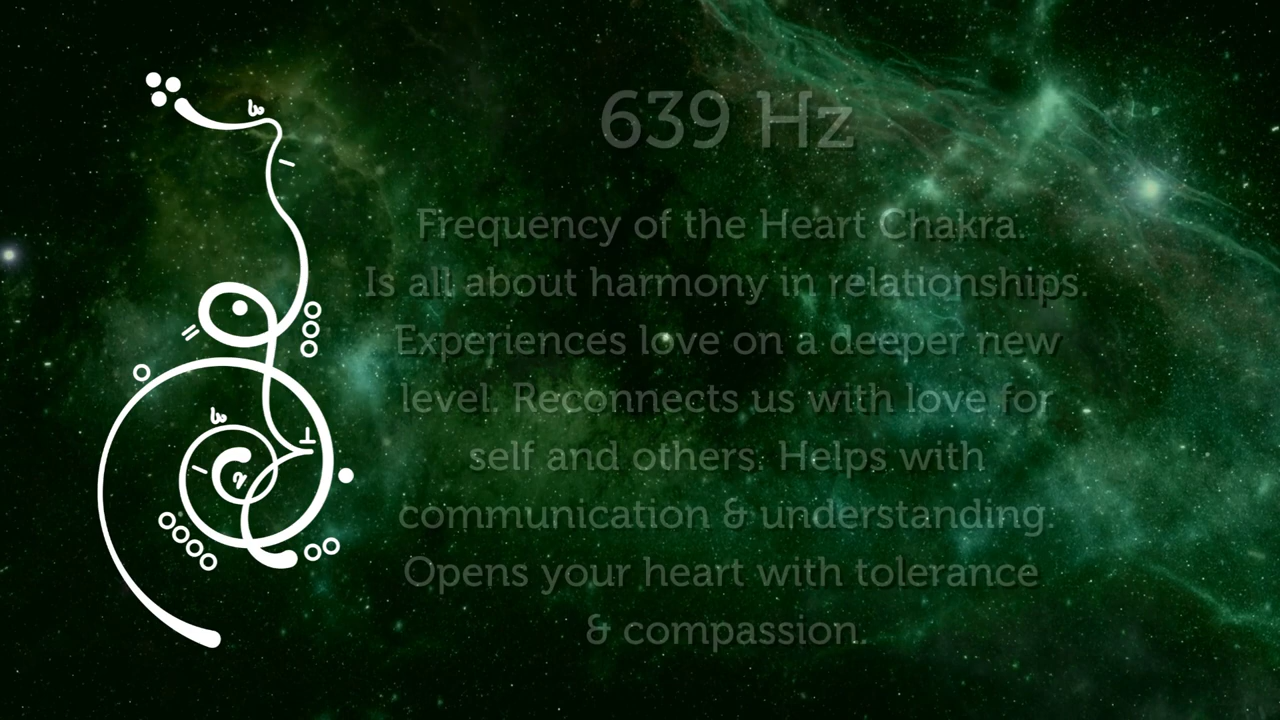 639 Hz
Frequency of the Heart Chakra.
Is all about harmony in relationships.
Experiences love on a deeper new
level. Reconnects us with love for
self and others. Helps with
communication & understanding.
Opens your heart with tolerance
& compassion.